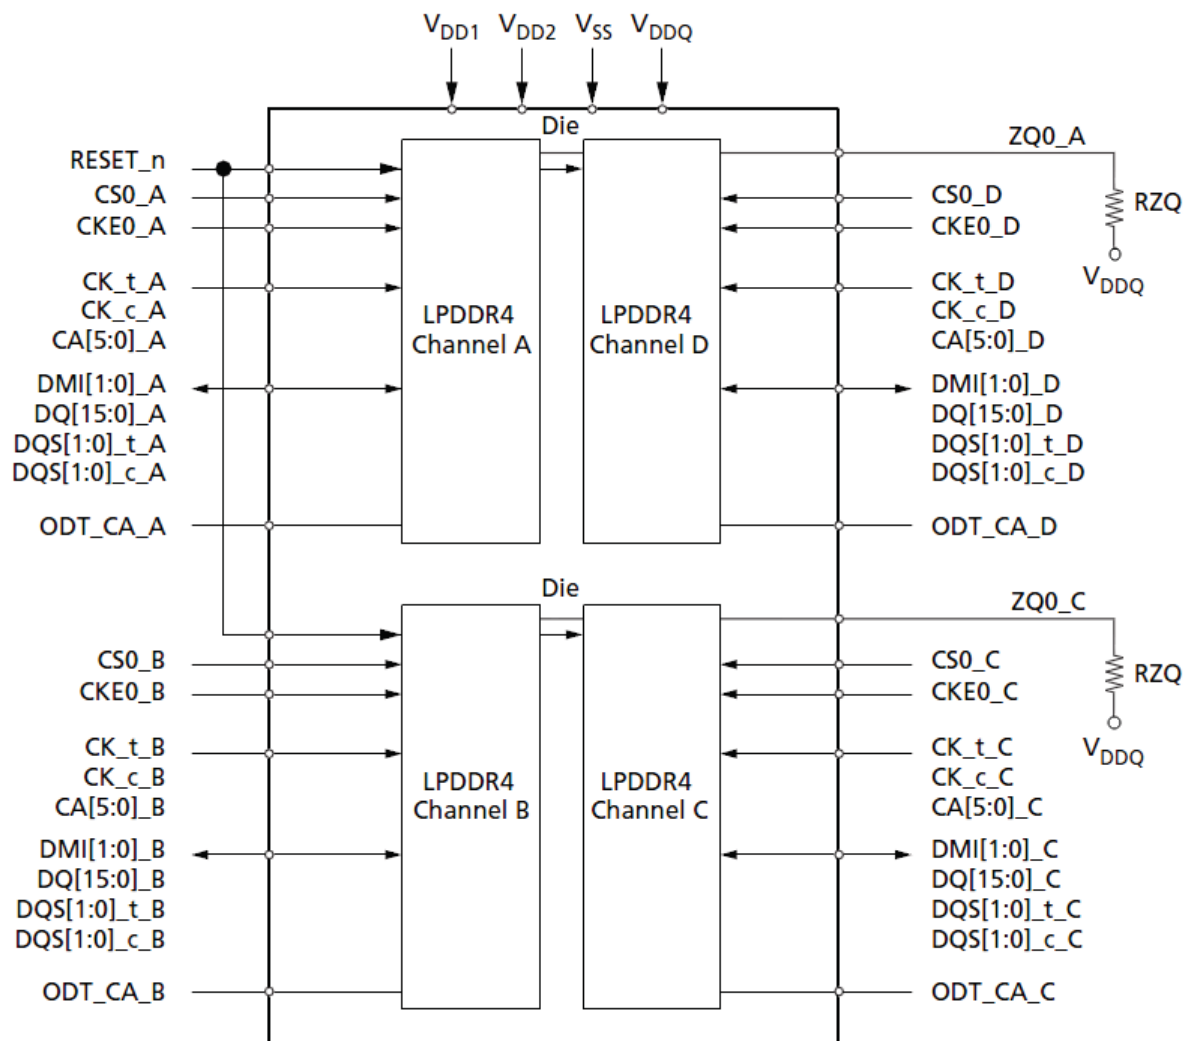 VDD1 VDD2 VSS VDDQ
Die
RESET_n
CS0_A
CKE0_A
CK_t_A
CK_c_A
CA[5:0]_A
DMI[1:0]_A
DQ[15:0]_A
DQS[1:0]_t_A
DQS[1:0]_c_A
ODT_CA_A
LPDDR4
Channel A
LPDDR4
Channel D
ZQ0_A
RZQ
VDDQ
CS0_D
CKE0_D
CK_t_D
CK_c_D
CA[5:0]_D
DMI[1:0]_D
DQ[15:0]_D
DQS[1:0]_t_D
DQS[1:0]_c_D
ODT_CA_D
Die
CS0_B
CKE0_B
CK_t_B
CK_c_B
CA[5:0]_B
DMI[1:0]_B
DQ[15:0]_B
DQS[1:0]_t_B
DQS[1:0]_c_B
ODT_CA_B
LPDDR4
Channel B
LPDDR4
Channel C
ZQ0_C
RZQ
VDDQ
CS0_C
CKE0_C
CK_t_C
CK_c_C
CA[5:0]_C
DMI[1:0]_C
DQ[15:0]_C
DQS[1:0]_t_C
DQS[1:0]_c_C
ODT_CA_C